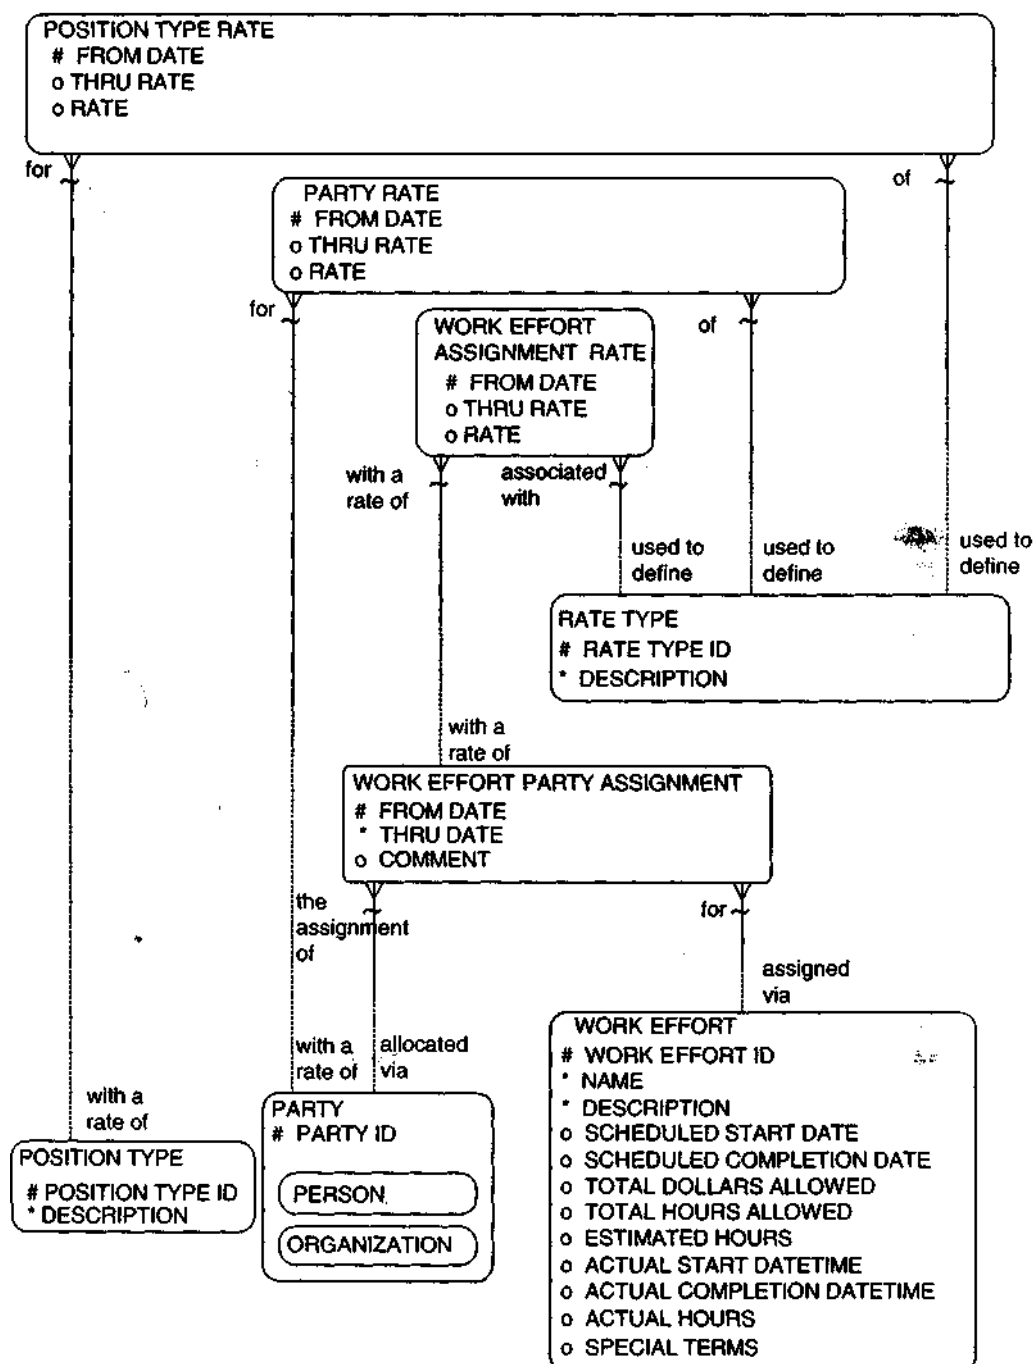 POSITION TYPE RATE
# FROM DATE
o THRU RATE
o RATE
for
of
PARTY RATE
# FROM DATE
o THRU RATE
o RATE
for
of
WORK EFFORT
ASSIGNMENT RATE
# FROM DATE
o THRU RATE
o RATE
with a
rate of
associated
with
used to
define
used to
define
used to
define
RATE TYPE
# RATE TYPE ID
* DESCRIPTION
with a
rate of
WORK EFFORT PARTY ASSIGNMENT
# FROM DATE
* THRU DATE
o COMMENT
the
assignment
of
for
assigned
via
with a
rate of
allocated
via
with a
rate of
POSITION TYPE
# POSITION TYPE ID
* DESCRIPTION
PARTY
# PARTY ID
PERSON
ORGANIZATION
WORK EFFORT
# WORK EFFORT ID
* NAME
* DESCRIPTION
o SCHEDULED START DATE
o SCHEDULED COMPLETION DATE
o TOTAL DOLLARS ALLOWED
o TOTAL HOURS ALLOWED
o ESTIMATED HOURS
o ACTUAL START DATETIME
o ACTUAL COMPLETION DATETIME
o ACTUAL HOURS
o SPECIAL TERMS